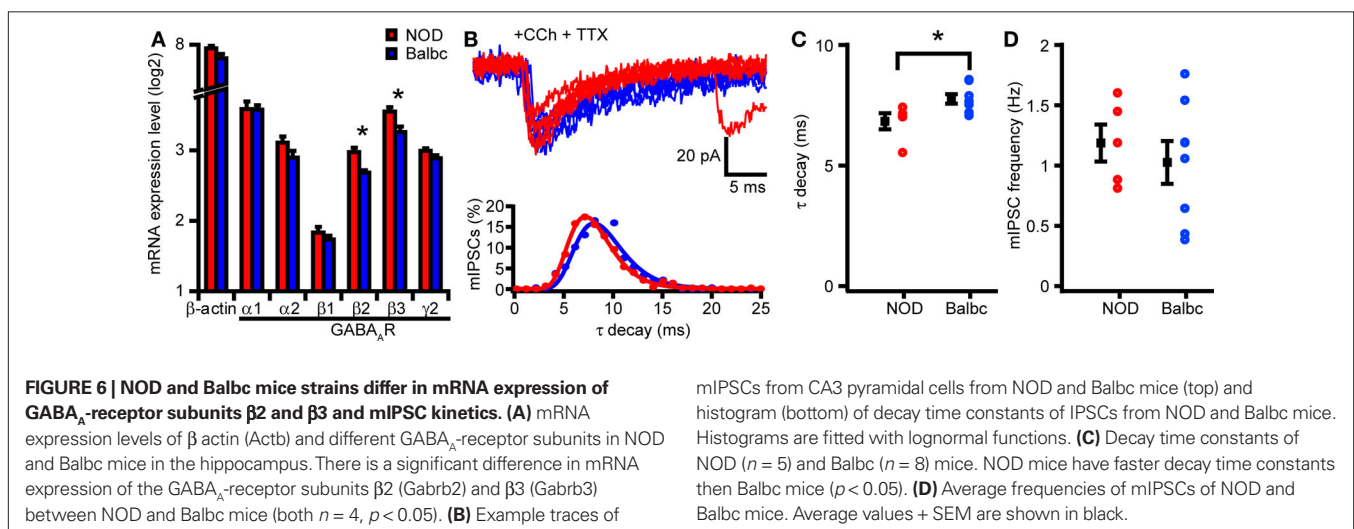 A
8
NOD
Balbc
*
*
mRNA expression level (log2)
3
2
1
β-actin α1 α2 β1 β2 β3 γ2
GABA_AR
B
+CCh + TTX
20 pA
5 ms
mIPSCs (%)
20
15
10
5
0
0 5 10 15 20 25
τ decay (ms)
C
10
*
τ decay (ms)
5
0
NOD Balbc
D
2
mIPSC frequency (Hz)
1.5
1
0.5
0
NOD Balbc
FIGURE 6 | NOD and Balbc mice strains differ in mRNA expression of
GABA_A-receptor subunits β2 and β3 and mIPSC kinetics. (A) mRNA
expression levels of β actin (Actb) and different GABA_A-receptor subunits in NOD
and Balbc mice in the hippocampus. There is a significant difference in mRNA
expression of the GABA_A-receptor subunits β2 (Gabrb2) and β3 (Gabrb3)
between NOD and Balbc mice (both n = 4, p < 0.05). (B) Example traces of
mIPSCs from CA3 pyramidal cells from NOD and Balbc mice (top) and
histogram (bottom) of decay time constants of IPSCs from NOD and Balbc mice.
Histograms are fitted with lognormal functions. (C) Decay time constants of
NOD (n = 5) and Balbc (n = 8) mice. NOD mice have faster decay time constants
then Balbc mice (p < 0.05). (D) Average frequencies of mIPSCs of NOD and
Balbc mice. Average values + SEM are shown in black.